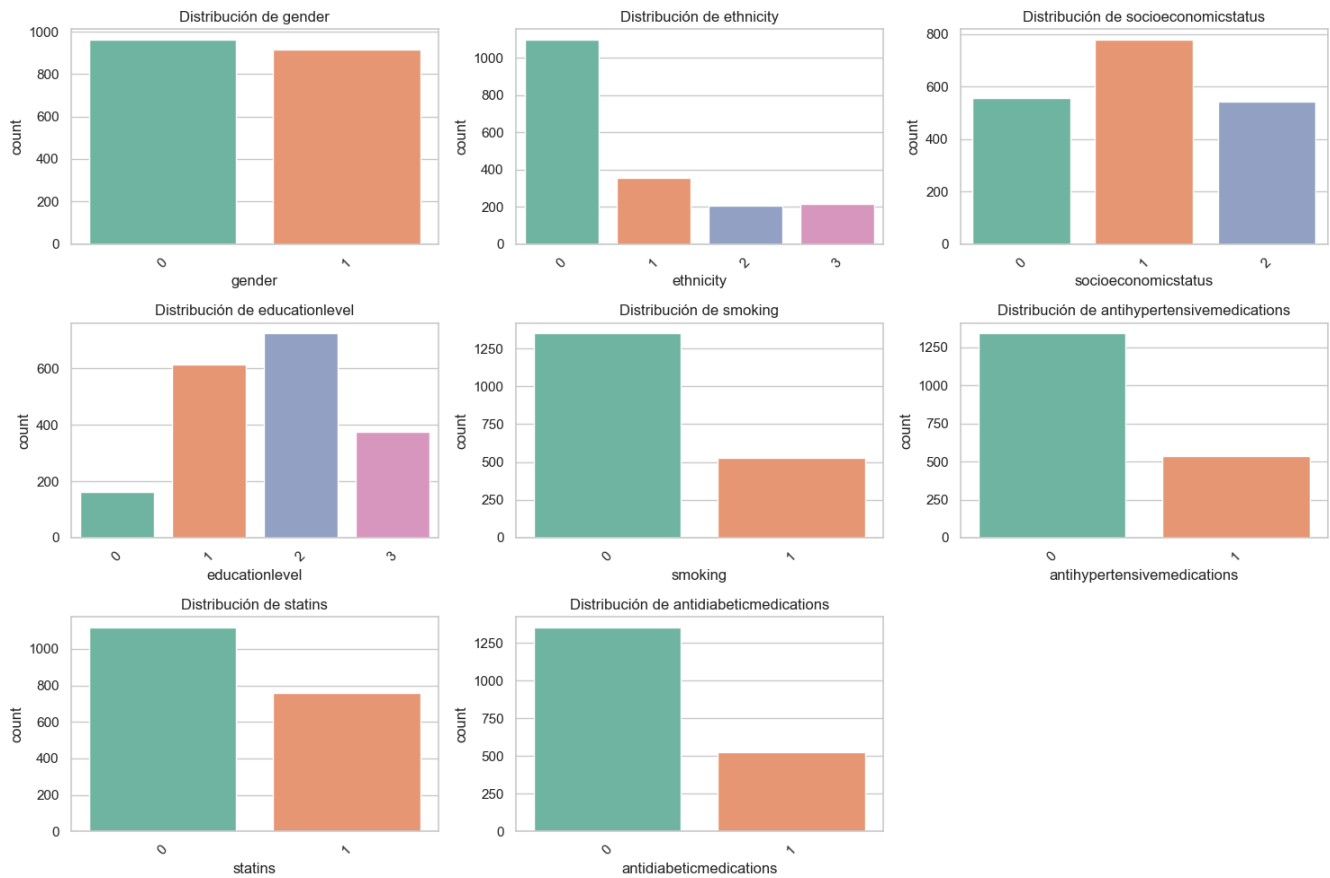 Distribución de gender
1000
800
600
400
200
0
count
0
1
gender
Distribución de ethnicity
1000
800
600
400
200
0
count
0
1
2
3
ethnicity
Distribución de socioeconomicstatus
800
600
400
200
0
count
0
1
2
socioeconomicstatus
Distribución de educationlevel
600
400
200
0
count
0
1
2
3
educationlevel
Distribución de smoking
1250
1000
750
500
250
0
count
0
1
smoking
Distribución de antihypertensivemedications
1250
1000
750
500
250
0
count
0
1
antihypertensivemedications
Distribución de statins
1000
800
600
400
200
0
count
0
1
statins
Distribución de antidiabeticmedications
1250
1000
750
500
250
0
count
0
1
antidiabeticmedications